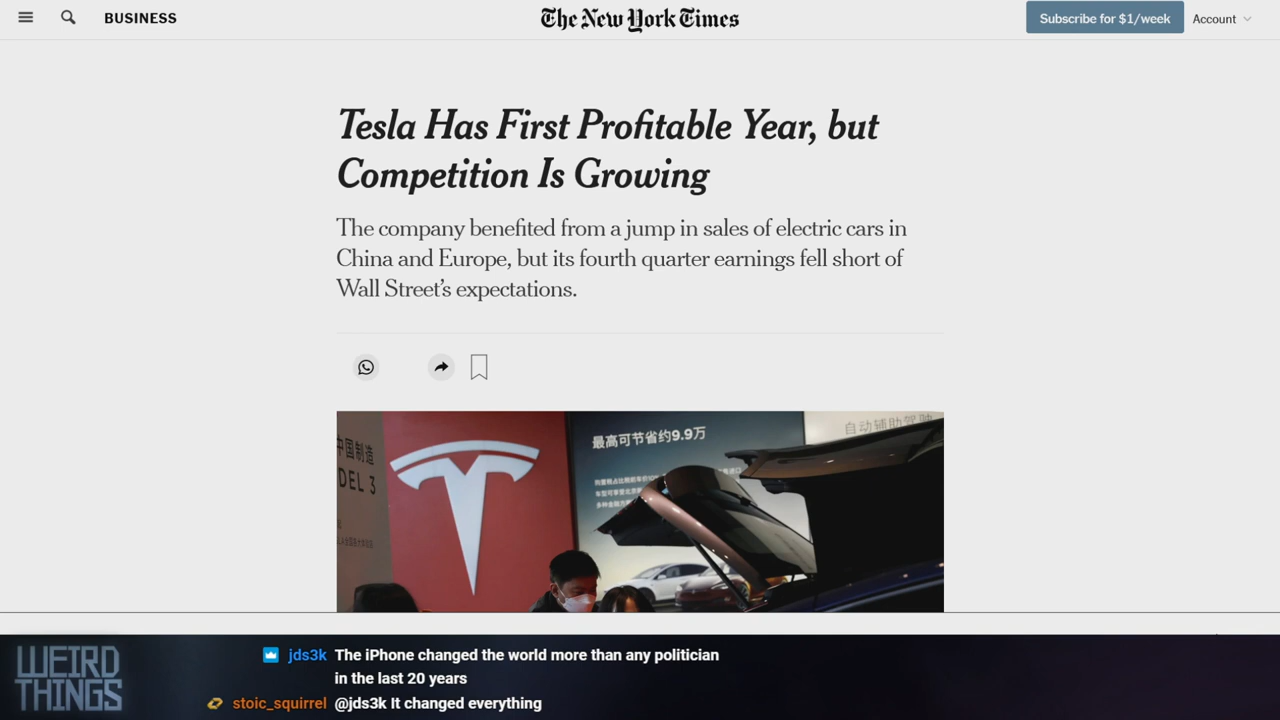 BUSINESS
The New York Times
Subscribe for $1/week
Account
Tesla Has First Profitable Year, but
Competition Is Growing
The company benefited from a jump in sales of electric cars in
China and Europe, but its fourth quarter earnings fell short of
Wall Street's expectations.
中国制造
DEL 3
最高可节省约9.9万
自动辅助驾驶
WEIRD
THINGS
jds3k The iPhone changed the world more than any politician
in the last 20 years
stoic_squirrel @jds3k It changed everything